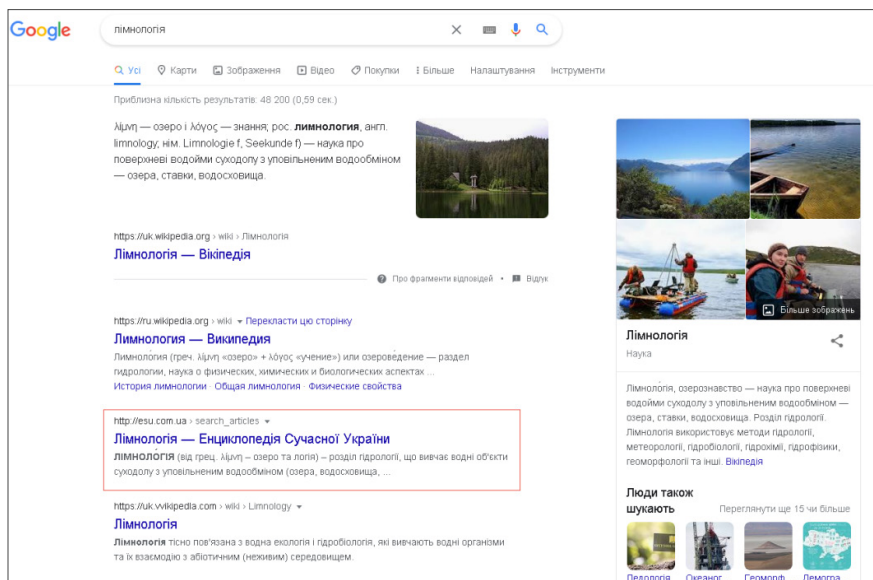 Google
лімнологія
Усі Карти Зображення Відео Покупки Більше Налаштування Інструменти
Приблизна кількість результатів: 48 200 (0,59 сек.)
λίμνη — озеро і λόγος — знання; рос. лимнология, англ.
limnology, нім. Limnologie f, Seekunde f) — наука про
поверхневі водойми суходолу з уповільненим водообміном
— озера, ставки, водосховища.
https://uk.wikipedia.org › wiki › Лімнологія
Лімнологія — Вікіпедія
Про фрагменти відповідей • Відгук
https://ru.wikipedia.org › wiki Перекласти цю сторінку
Лимнология — Википедия
Лимноло́гия (греч. λίμνη «озеро» + λόγος «учение») или озерове́дение — раздел
гидрологии, наука о физических, химических и биологических аспектах ...
История лимнологии · Общая лимнология · Физические свойства
http://esu.com.ua › search_articles
Лімнологія — Енциклопедія Сучасної України
ЛІМНОЛО́ГІЯ (від грец. λίμνη – озеро та логія) – розділ гідрології, що вивчає водні об'єкти
суходолу з уповільненим водообміном (озера, водосховища, ...
https://uk.vvikipedla.com › wiki › Limnology
Лімнологія
Лімнологія тісно пов'язана з водна екологія і гідробіологія, які вивчають водні організми
та їх взаємодію з абіотичним (неживим) середовищем.
Більше зображень
Лімнологія
Наука
Лімноло́гія, озерознавство — наука про поверхневі
водойми суходолу з уповільненим водообміном —
озера, ставки, водосховища. Розділ гідрології.
Лімнологія використовує методи гідрології,
метеорології, гідробіології, гідрохімії, гідрофізики,
геоморфології та інші. Вікіпедія
Люди також
шукають
Переглянути ще 15 чи більше
Педологія Океаног Геоморф Демогра